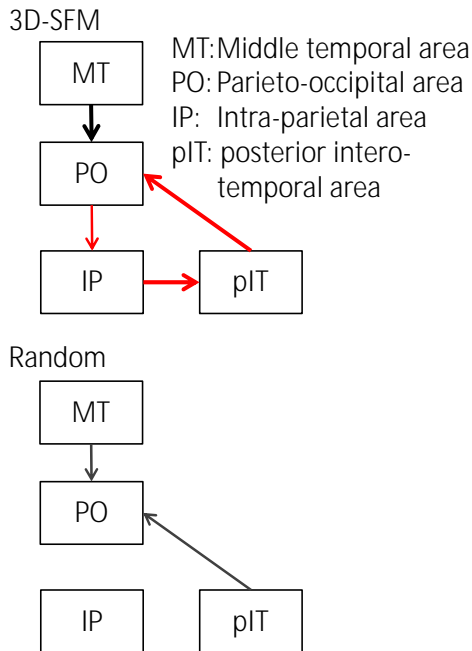 3D-SFM
MT:Middle temporal area
MT
PO: Parieto-occipital area
IP: Intra-parietal area
PO
pIT: posterior intero-
temporal area
IP
pIT
Random
MT
PO
IP
pIT